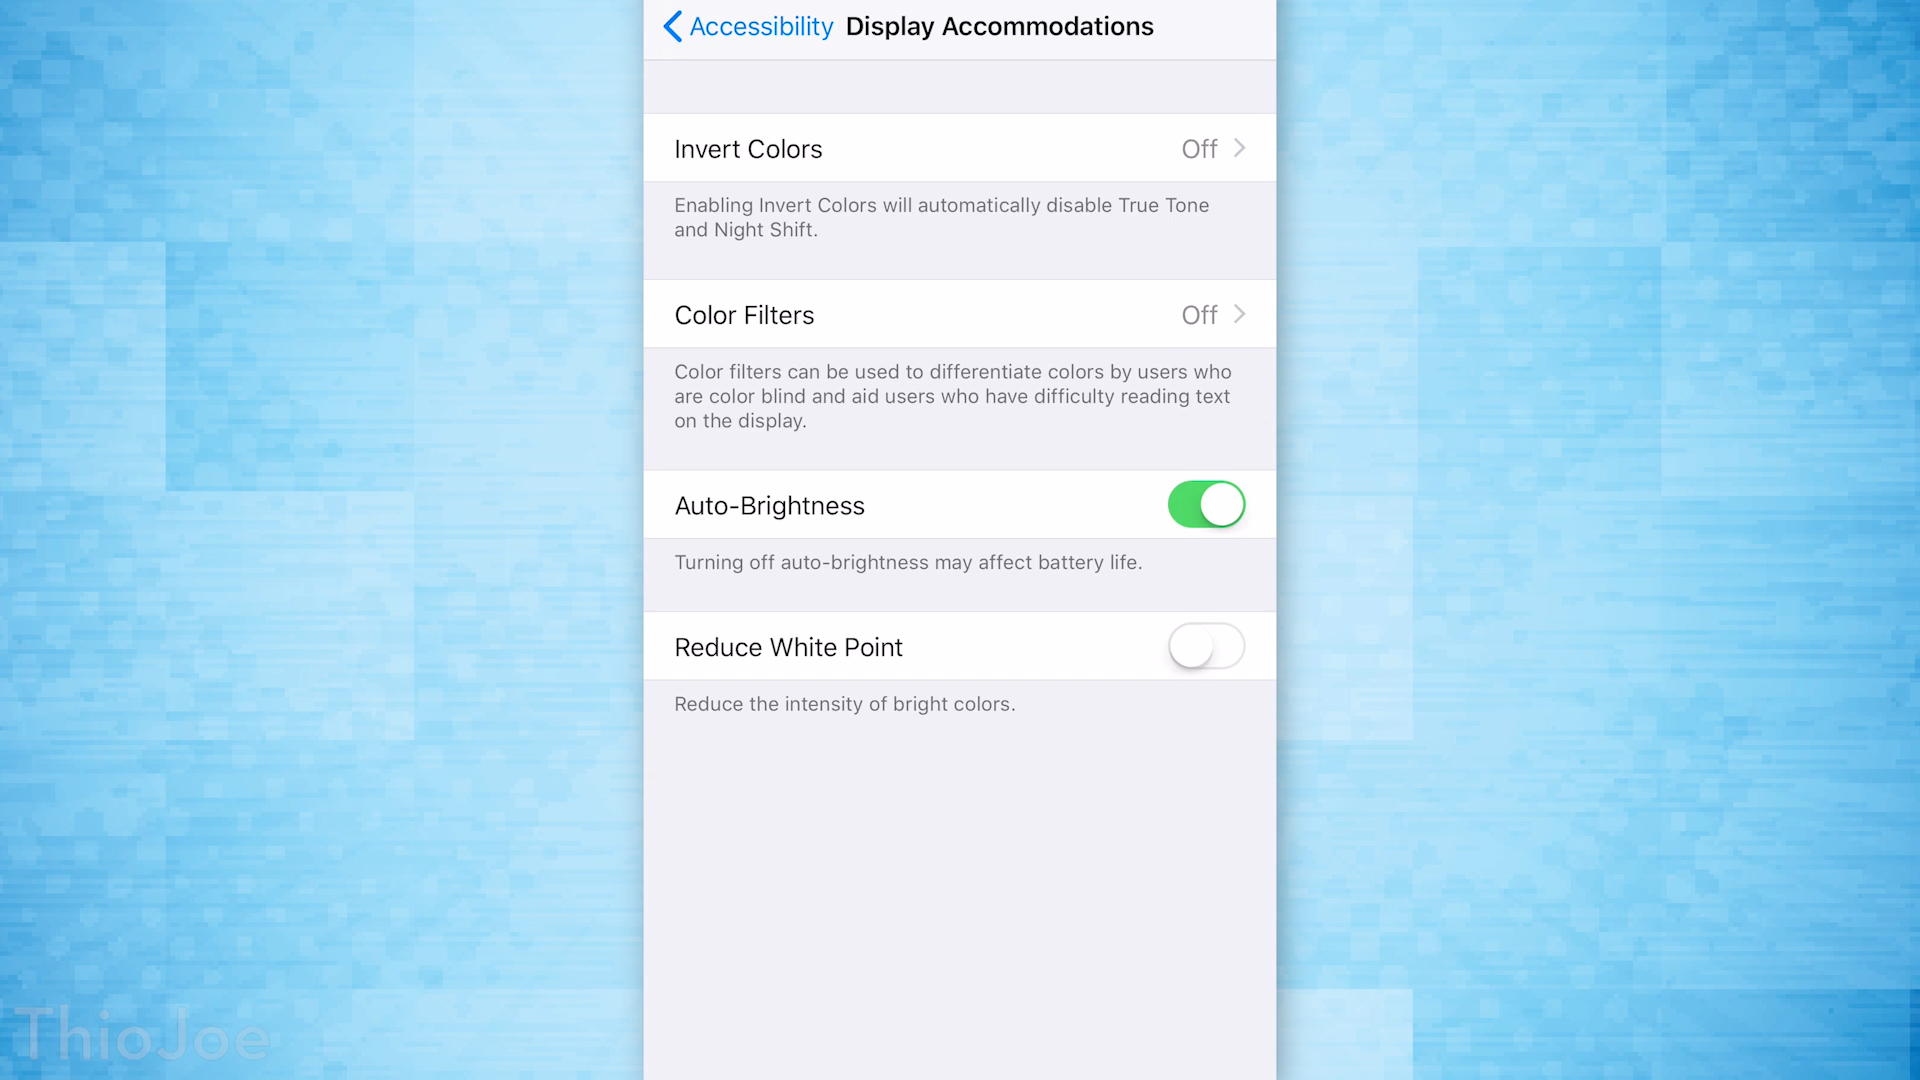 Accessibility Display Accommodations
Invert Colors Off
Enabling Invert Colors will automatically disable True Tone
and Night Shift.
Color Filters Off
Color filters can be used to differentiate colors by users who
are color blind and aid users who have difficulty reading text
on the display.
Auto-Brightness
Turning off auto-brightness may affect battery life.
Reduce White Point
Reduce the intensity of bright colors.
ThioJoe